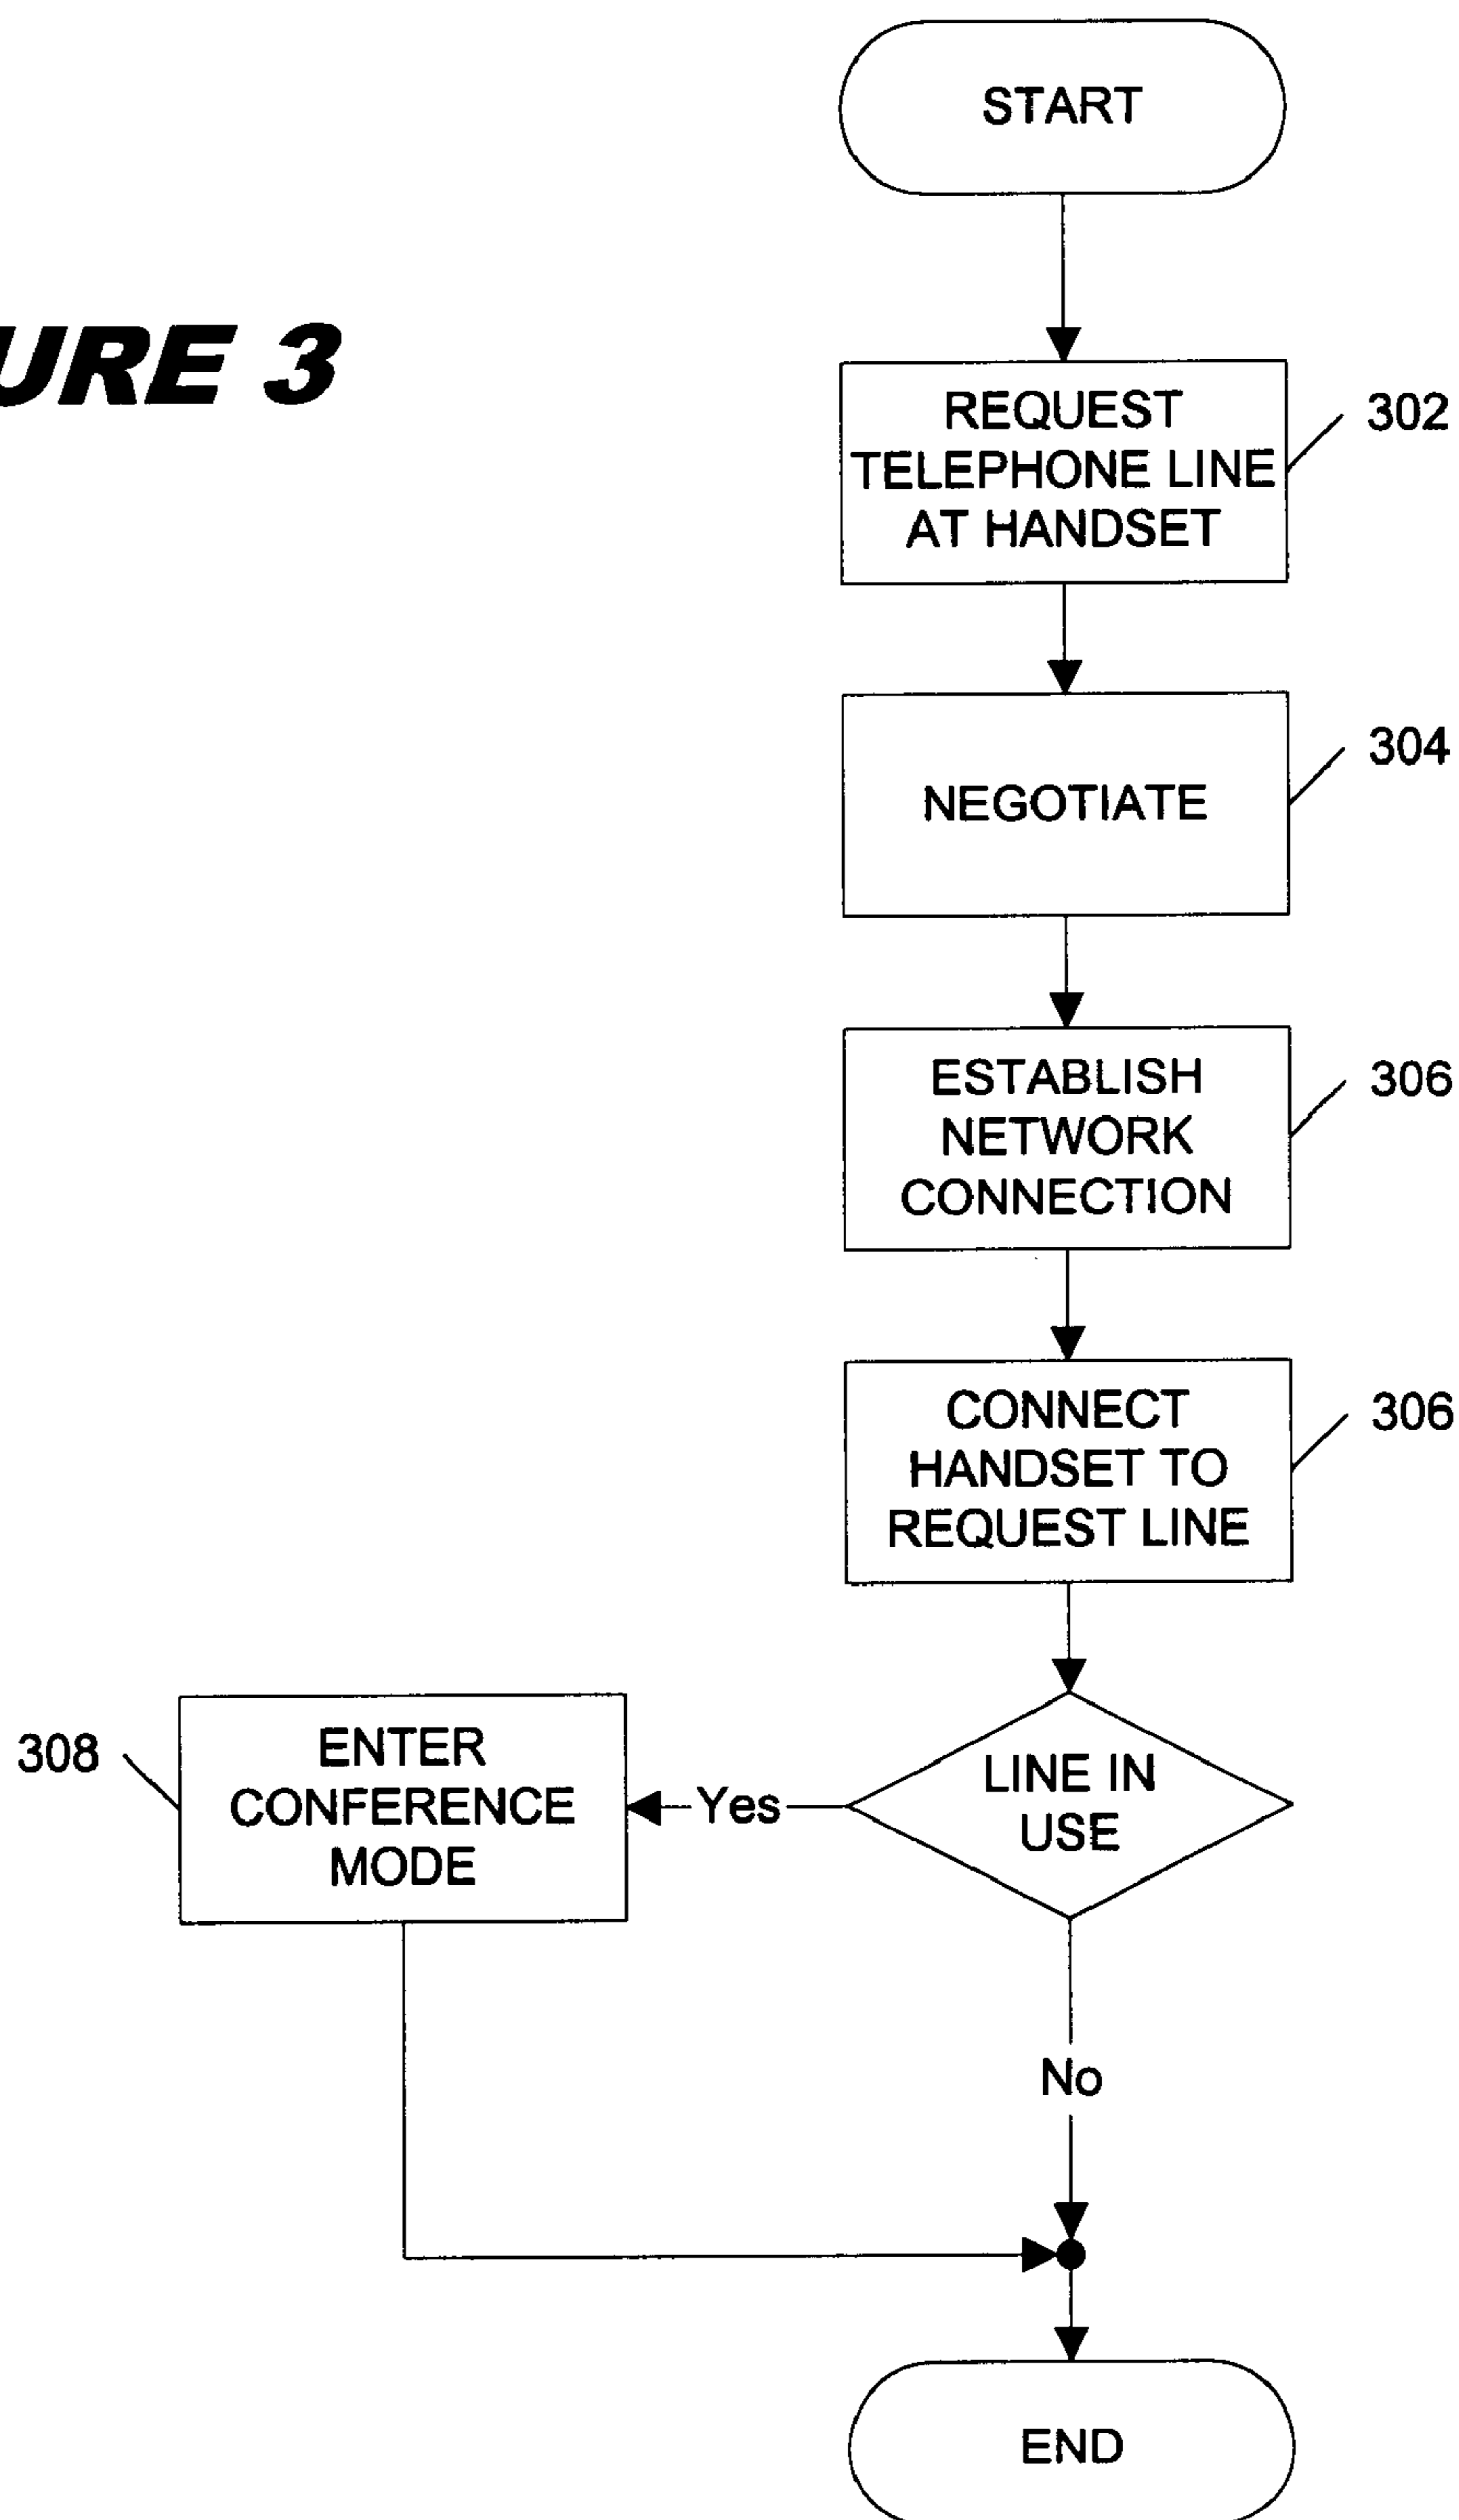 START
URE 3
REQUEST
TELEPHONE LINE
AT HANDSET
302
NEGOTIATE
304
ESTABLISH
NETWORK
CONNECTION
306
CONNECT
HANDSET TO
REQUEST LINE
306
LINE IN
USE
Yes
ENTER
CONFERENCE
MODE
308
No
END